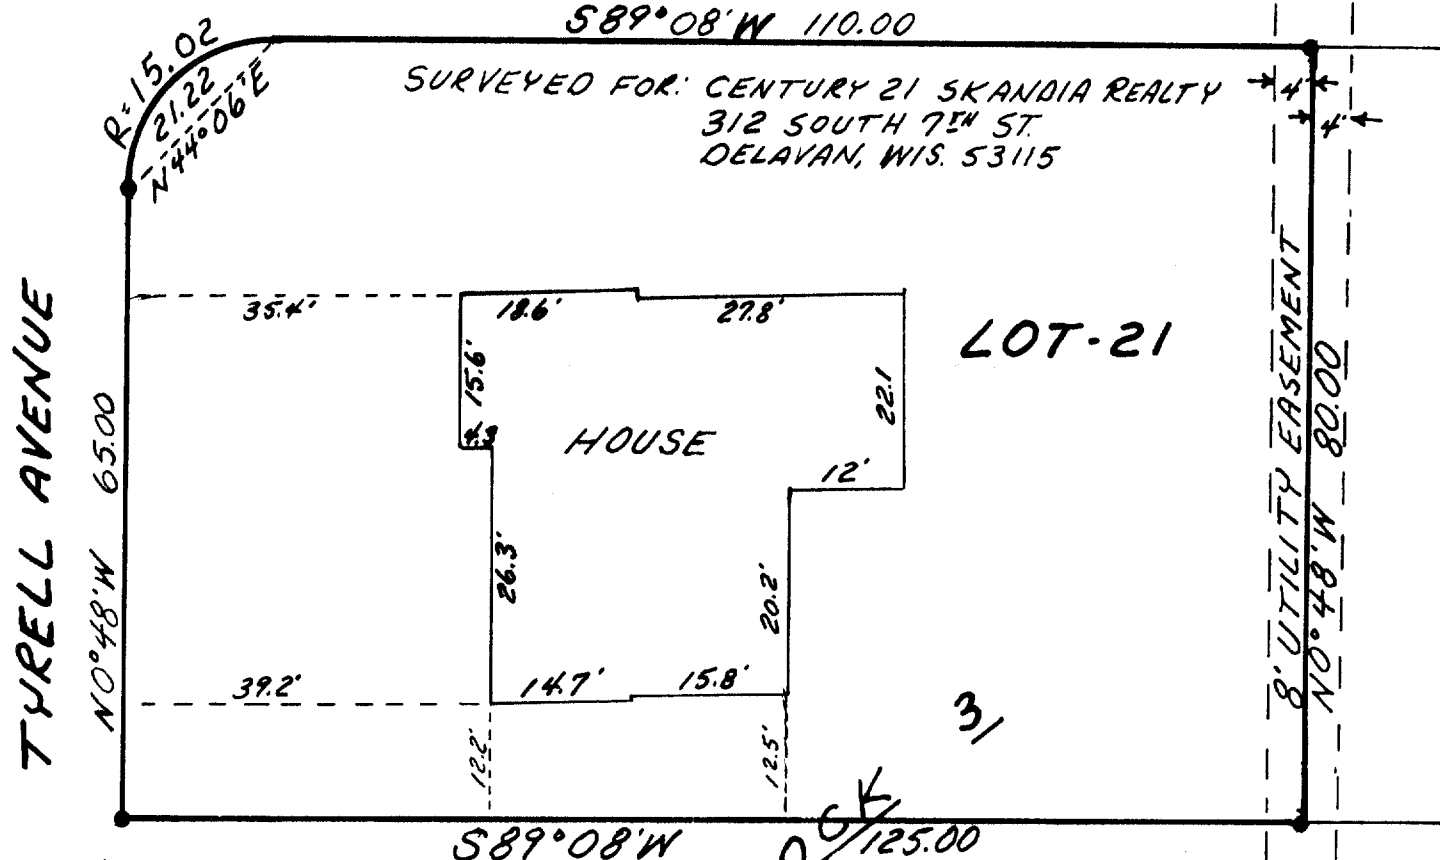 S89°08'W 110.00
R=15.02
21.22
N44°06'E
SURVEYED FOR: CENTURY 21 SKANDIA REALTY
312 SOUTH 7TH ST.
DELAVAN, WIS. 53115
4'
4'
35.4'
18.6'
27.8'
LOT-21
15.6'
4.3
HOUSE
22.1
12'
TYRELL AVENUE
N0°48'W 65.00
26.3'
20.2'
8' UTILITY EASEMENT
N0°48'W 80.00
39.2'
14.7'
15.8'
12.2'
12.5'
3/
S89°08'W 125.00